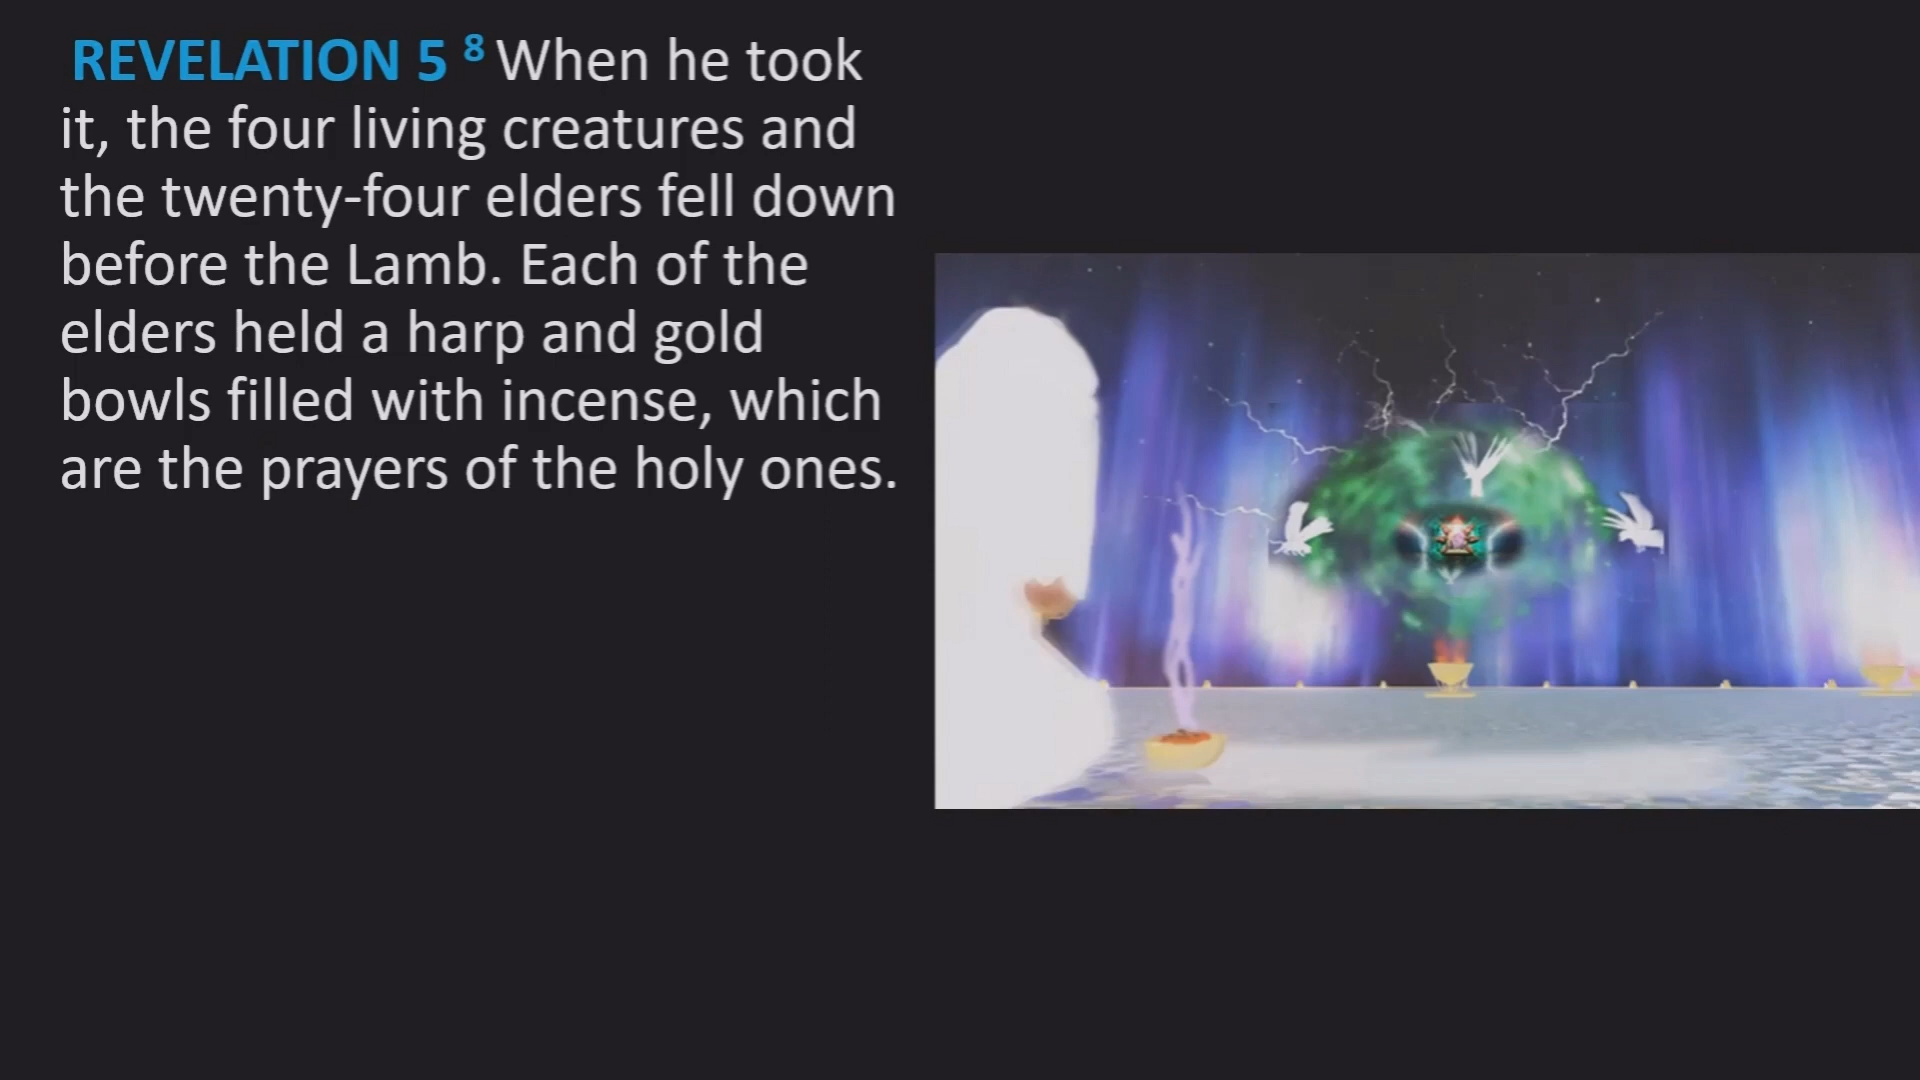 REVELATION 5 ⁸ When he took
it, the four living creatures and
the twenty-four elders fell down
before the Lamb. Each of the
elders held a harp and gold
bowls filled with incense, which
are the prayers of the holy ones.